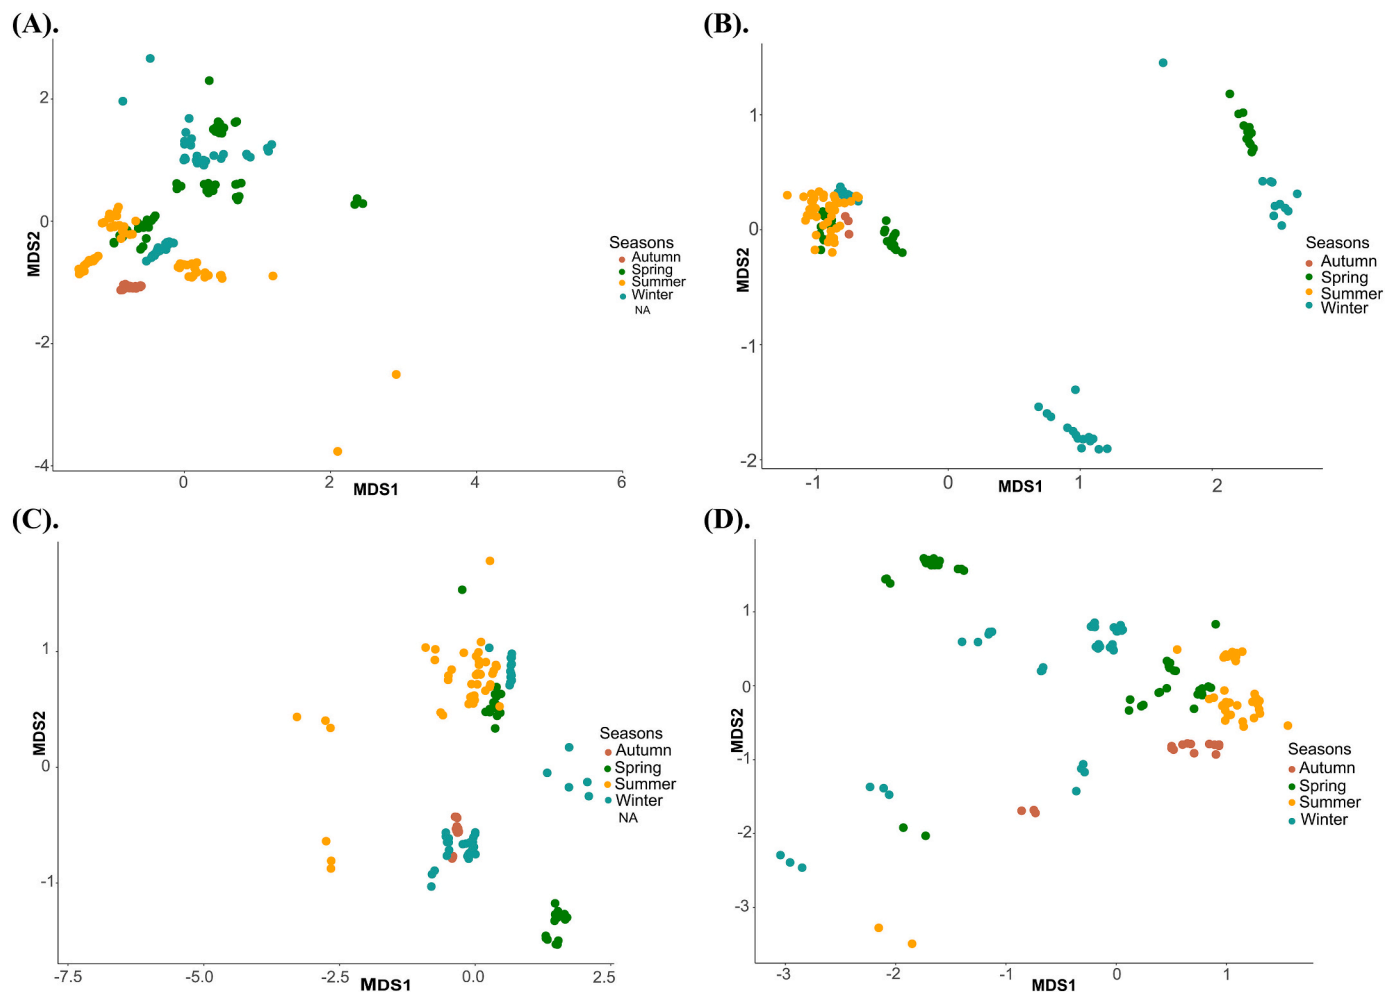 (A).
2
0
-2
-4
MDS2
0
2
4
6
MDS1
Seasons
Autumn
Spring
Summer
Winter
NA
(B).
1
0
-1
-2
MDS2
-1
0
1
2
MDS1
Seasons
Autumn
Spring
Summer
Winter
(C).
1
0
-1
MDS2
-7.5
-5.0
-2.5
0.0
2.5
MDS1
Seasons
Autumn
Spring
Summer
Winter
NA
(D).
1
0
-1
-2
-3
MDS2
-3
-2
-1
0
1
MDS1
Seasons
Autumn
Spring
Summer
Winter